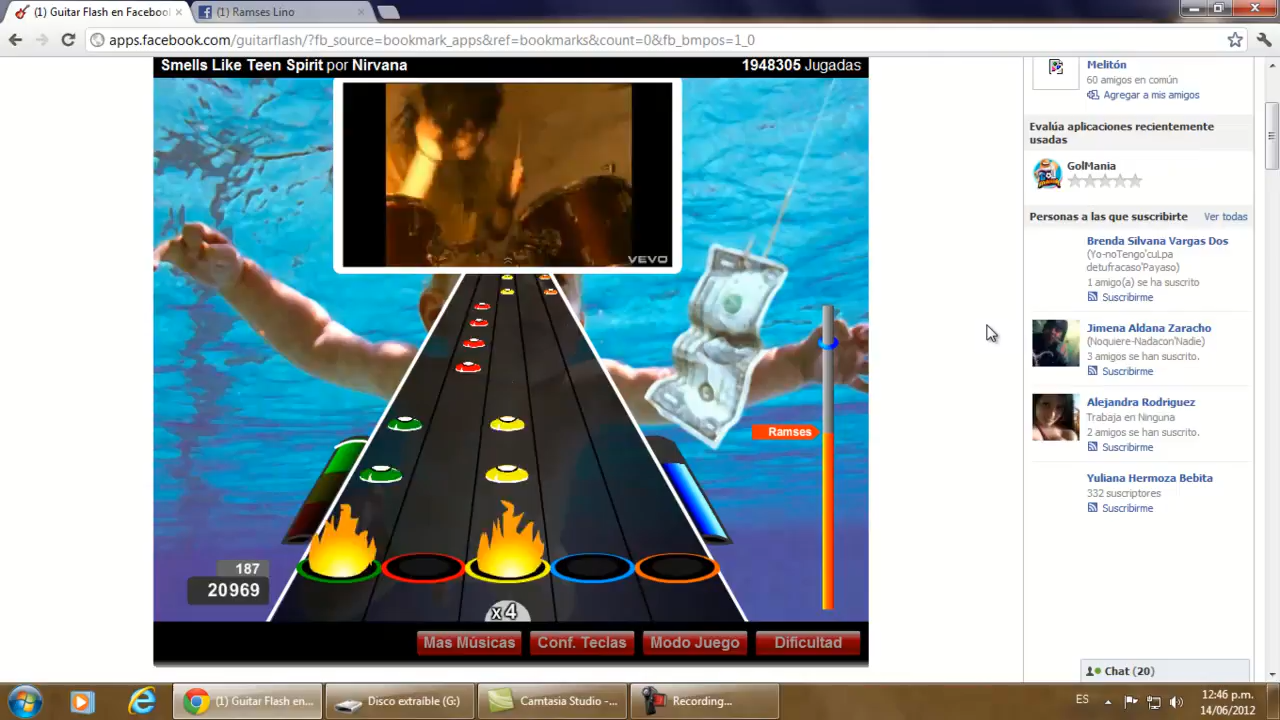 (1) Guitar Flash en Faceboo
(1) Ramses Lino
apps.facebook.com/guitarflash/?fb_source=bookmark_apps&ref=bookmarks&count=0&fb_bmpos=1_0
Smells Like Teen Spirit por Nirvana
1948305 Jugadas
VEVO
Ramses
187
20969
x4
Mas Músicas
Conf. Teclas
Modo Juego
Dificultad
Melitón
60 amigos en común
Agregar a mis amigos
Evalúa aplicaciones recientemente
usadas
GolMania
Personas a las que suscribirte
Ver todas
Brenda Silvana Vargas Dos
(Yo-noTengo'cuLpa
detufracaso'Payaso)
1 amigo(s) se ha suscrito
Suscribirme
Jimena Aldana Zaracho
(Noquiere-Nadacon'Nadie)
3 amigos se han suscrito.
Suscribirme
Alejandra Rodriguez
Trabaja en Ninguna
2 amigos se han suscrito.
Suscribirme
Yuliana Hermoza Bebita
332 suscriptores
Suscribirme
Chat (20)
(1) Guitar Flash en...
Disco extraíble (G:)
Camtasia Studio -...
Recording...
ES
12:46 p.m.
14/06/2012